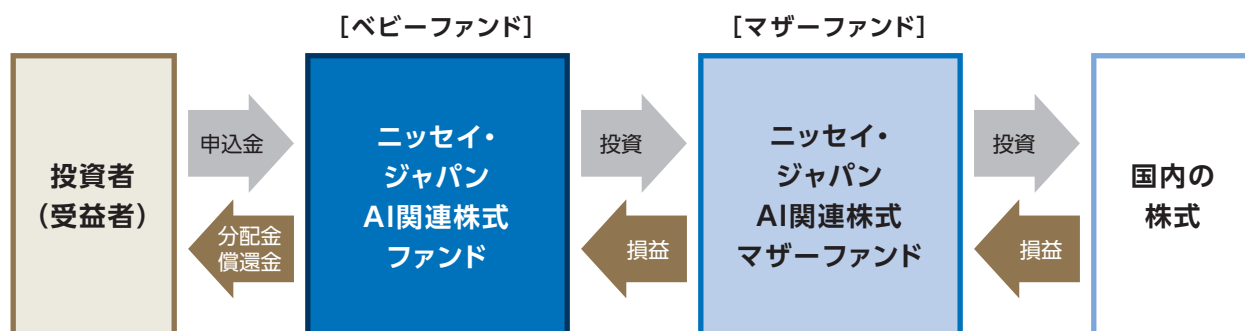 [ベビーファンド]
[マザーファンド]
投資者
（受益者）
申込金
分配金
償還金
ニッセイ・
ジャパン
AI関連株式
ファンド
投資
損益
ニッセイ・
ジャパン
AI関連株式
マザーファンド
投資
損益
国内の
株式